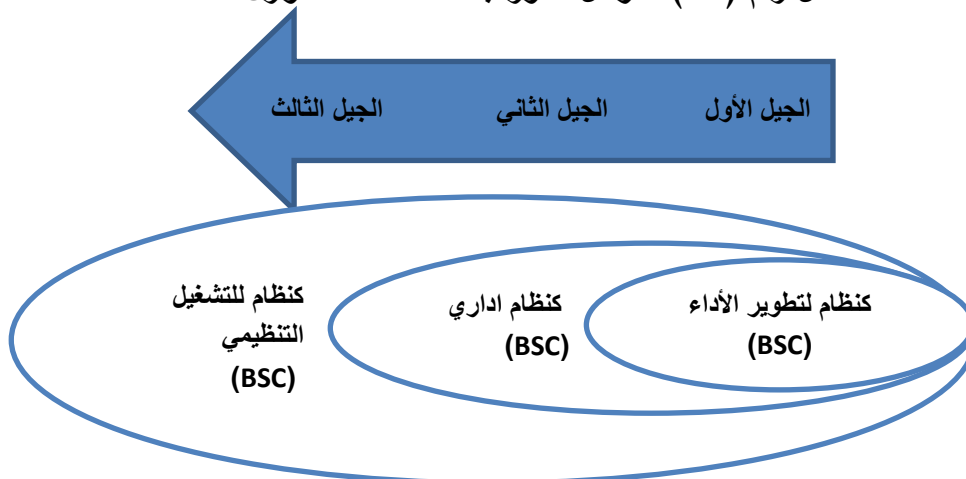 الجيل الأول
الجيل الثاني
الجيل الثالث
كنظام لتطوير الأداء
(BSC)
كنظام اداري
(BSC)
كنظام للتشغيل
التنظيمي
(BSC)